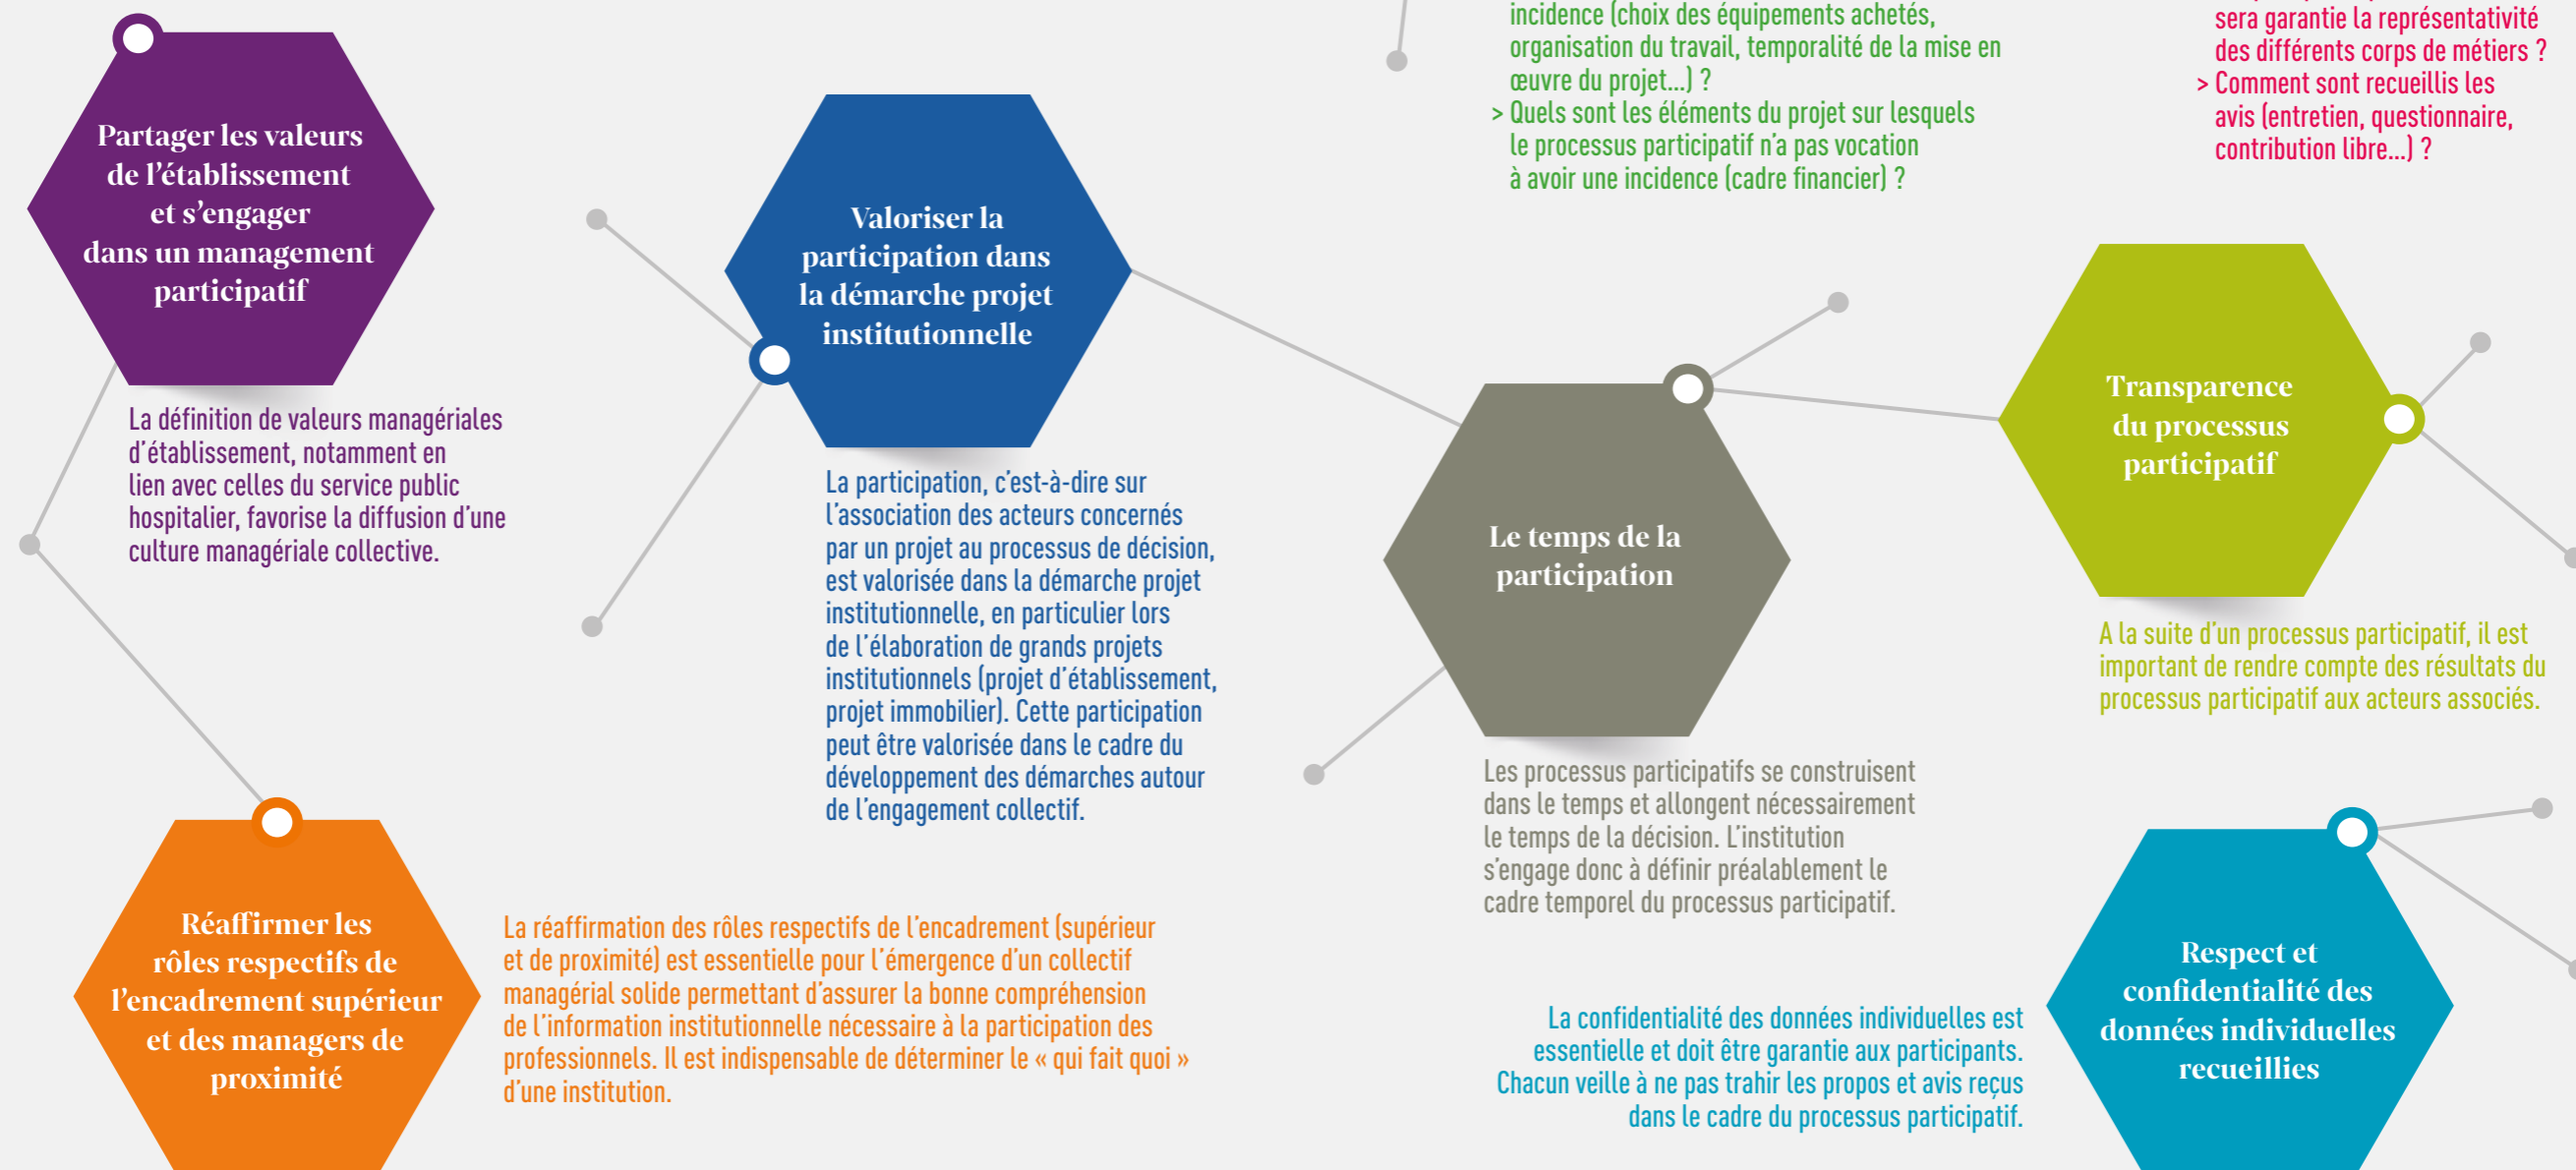 Partager les valeurs
de l'établissement
et s'engager
dans un management
participatif
La définition de valeurs managériales
d'établissement, notamment en
lien avec celles du service public
hospitalier, favorise la diffusion d'une
culture managériale collective.
Réaffirmer les
rôles respectifs de
l'encadrement supérieur
et des managers de
proximité
La réaffirmation des rôles respectifs de l'encadrement (supérieur
et de proximité) est essentielle pour l'émergence d'un collectif
managérial solide permettant d'assurer la bonne compréhension
de l'information institutionnelle nécessaire à la participation des
professionnels. Il est indispensable de déterminer le « qui fait quoi »
d'une institution.
Valoriser la
participation dans
la démarche projet
institutionnelle
La participation, c'est-à-dire sur
l'association des acteurs concernés
par un projet au processus de décision,
est valorisée dans la démarche projet
institutionnelle, en particulier lors
de l'élaboration de grands projets
institutionnels (projet d'établissement,
projet immobilier). Cette participation
peut être valorisée dans le cadre du
développement des démarches autour
de l'engagement collectif.
incidence (choix des équipements achetés,
organisation du travail, temporalité de la mise en
œuvre du projet...) ?
> Quels sont les éléments du projet sur lesquels
le processus participatif n'a pas vocation
à avoir une incidence (cadre financier) ?
sera garantie la représentativité
des différents corps de métiers ?
> Comment sont recueillis les
avis (entretien, questionnaire,
contribution libre...) ?
Le temps de la
participation
Les processus participatifs se construisent
dans le temps et allongent nécessairement
le temps de la décision. L'institution
s'engage donc à définir préalablement le
cadre temporel du processus participatif.
Transparence
du processus
participatif
A la suite d'un processus participatif, il est
important de rendre compte des résultats du
processus participatif aux acteurs associés.
Respect et
confidentialité des
données individuelles
recueillies
La confidentialité des données individuelles est
essentielle et doit être garantie aux participants.
Chacun veille à ne pas trahir les propos et avis reçus
dans le cadre du processus participatif.